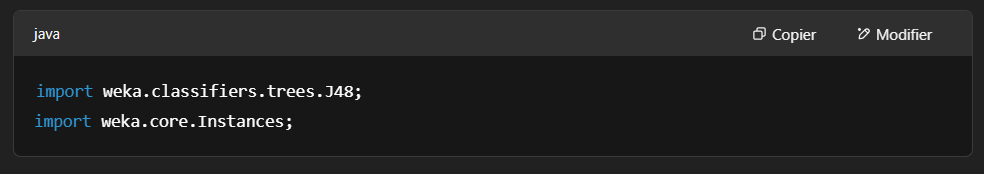 java
Copier
Modifier
import weka.classifiers.trees.J48;
import weka.core.Instances;